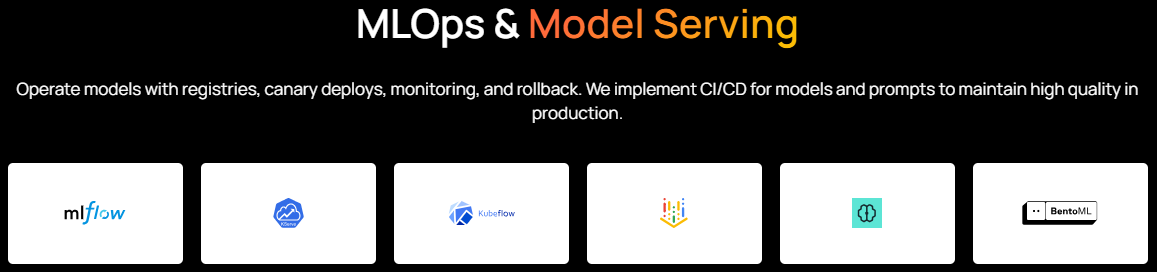 MLOps & Model Serving
Operate models with registries, canary deploys, monitoring, and rollback. We implement CI/CD for models and prompts to maintain high quality in
production.
mlflow
KServe
Kubeflow
BentoML